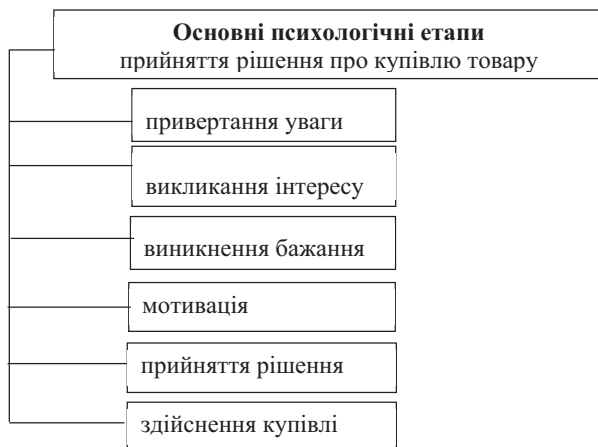 Основні психологічні етапи
прийняття рішення про купівлю товару
привертання уваги
викликання інтересу
виникнення бажання
мотивація
прийняття рішення
здійснення купівлі